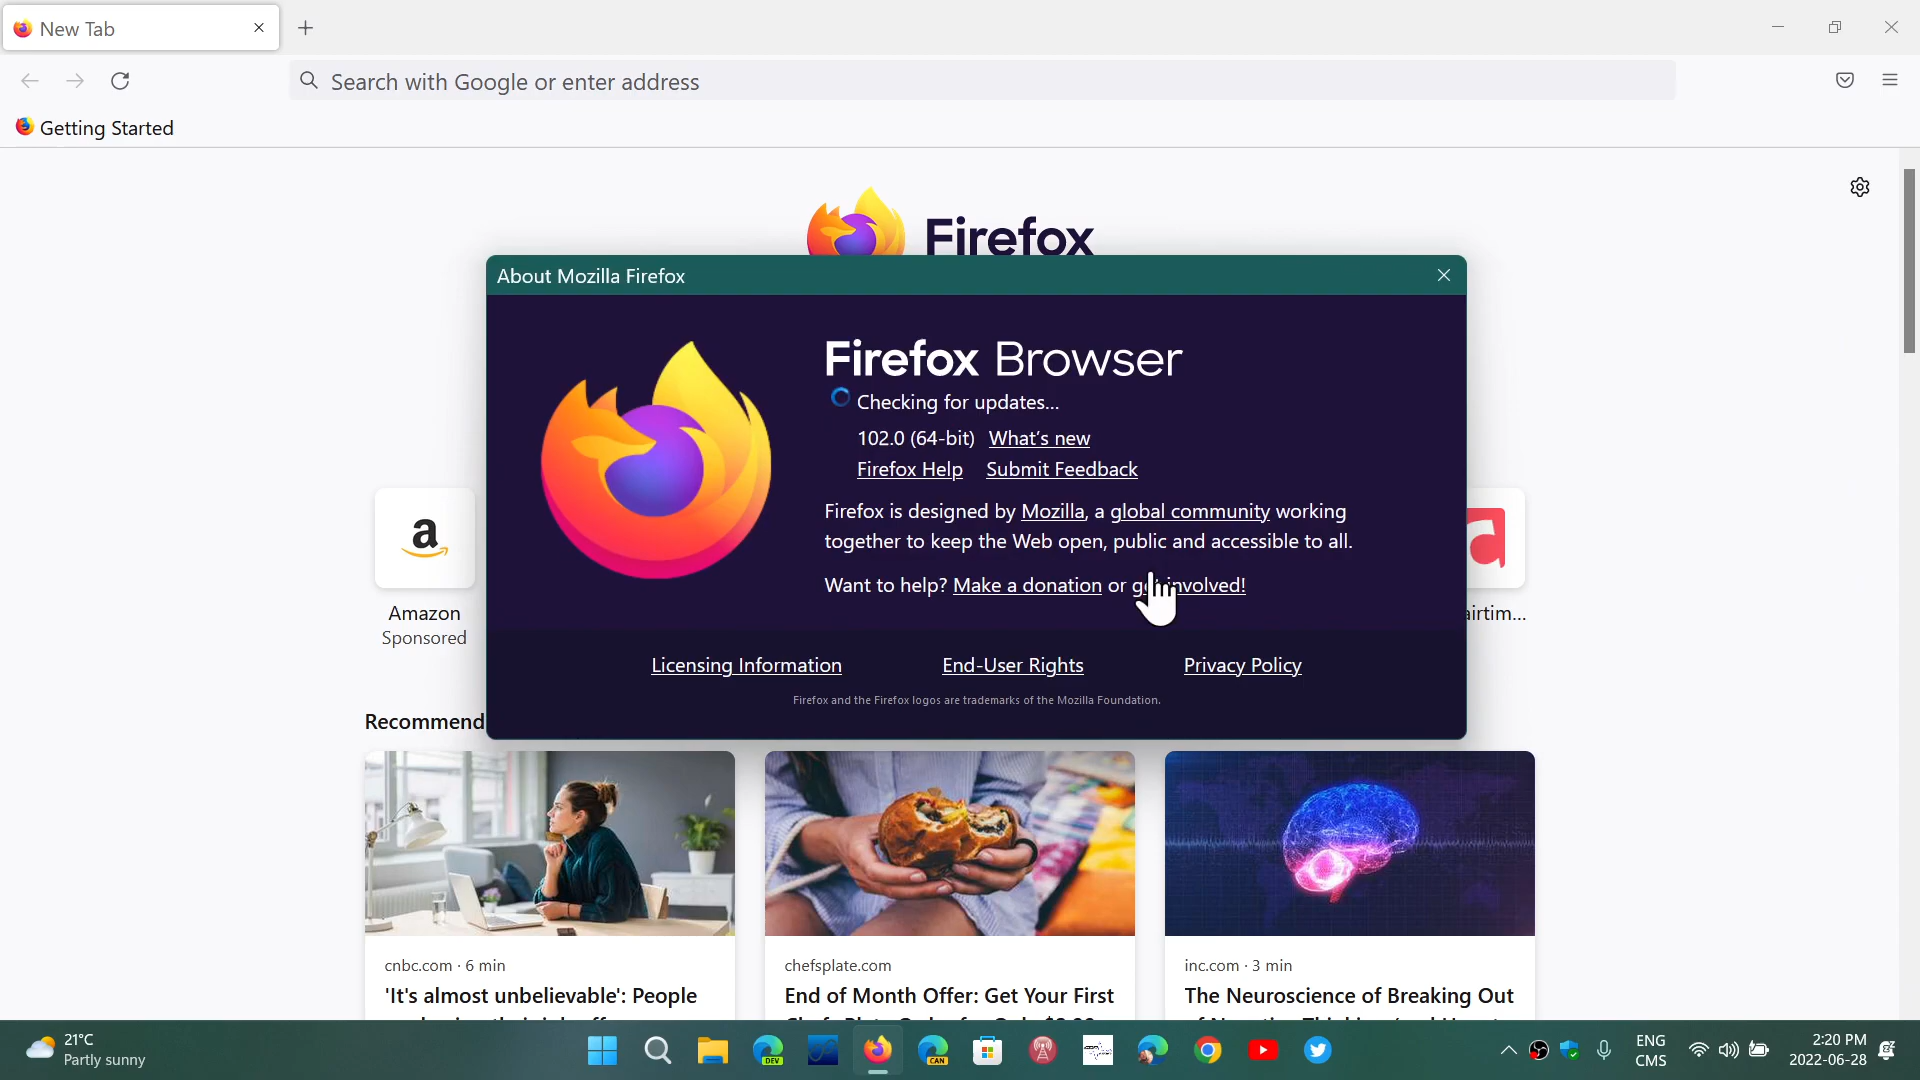 New Tab
Search with Google or enter address
Getting Started
Firefox
About Mozilla Firefox
Firefox Browser
Checking for updates...
102.0 (64-bit) What's new
Firefox Help Submit Feedback
Firefox is designed by Mozilla, a global community working
together to keep the Web open, public and accessible to all.
Want to help? Make a donation or involved!
Licensing Information End-User Rights Privacy Policy
Firefox and the Firefox logos are trademarks of the Mozilla Foundation.
a
Amazon
Sponsored
airtim...
Recommend
cnbc.com · 6 min
'It's almost unbelievable': People
chefsplate.com
End of Month Offer: Get Your First
inc.com · 3 min
The Neuroscience of Breaking Out
21°C
Partly sunny
DEV
CAN
ENG
CMS
2:20 PM
2022-06-28